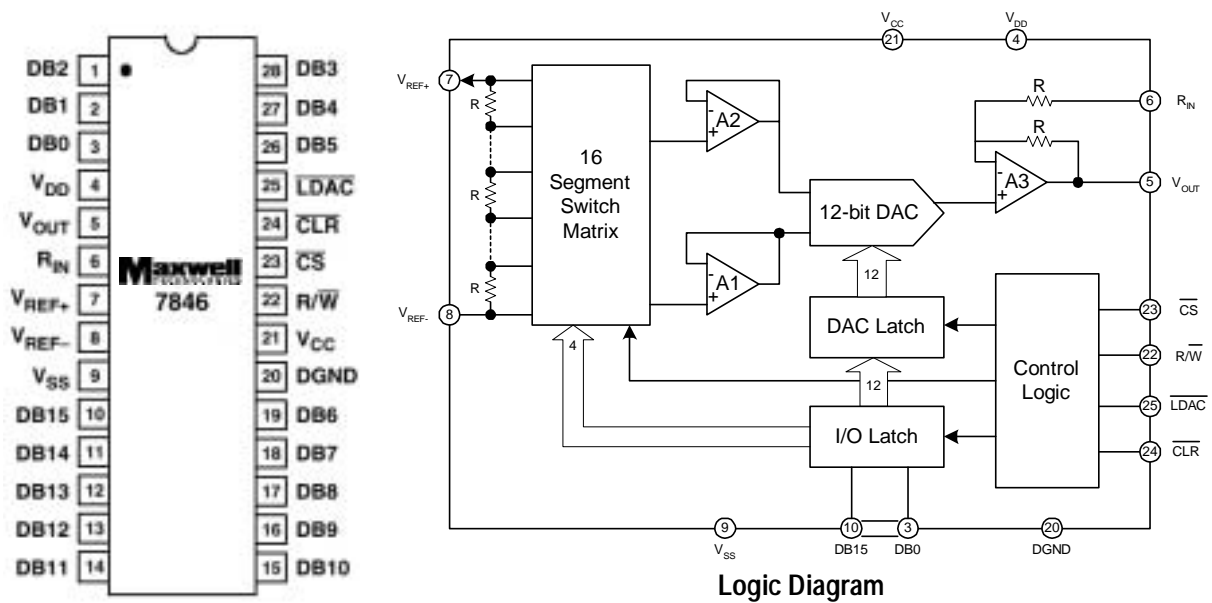 DB2 1 28 DB3
DB1 2 27 DB4
DB0 3 26 DB5
VDD 4 25 LDAC
VOUT 5 24 CLR
RIN 6 23 CS
Maxwell
VREF+ 7 7846 22 R/W
VREF– 8 21 VCC
VSS 9 20 DGND
DB15 10 19 DB6
DB14 11 18 DB7
DB13 12 17 DB8
DB12 13 16 DB9
DB11 14 15 DB10
VCC
21
VDD
4
VREF+ 7
R
R
R
VREF- 8
16
Segment
Switch
Matrix
A2
-
+
A1
-
+
12-bit DAC
R
R
A3
-
+
6 RIN
5 VOUT
12
DAC Latch
12
I/O Latch
4
Control
Logic
23 CS
22 R/W
25 LDAC
24 CLR
9
VSS
10
DB15
3
DB0
20
DGND
Logic Diagram